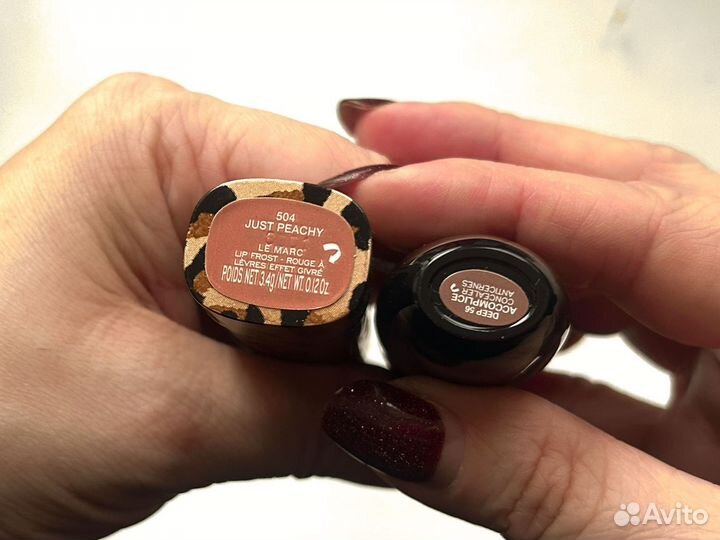 504
JUST PEACHY
LE MARC
LIP FROST - ROUGE À
LÈVRES EFFET GIVRÉ
POIDS NET 3.4g/NET WT. 0.12 Oz.
DEEP 56
ACCOMPLICE
CONCEALER
ANTICERNES
Avito